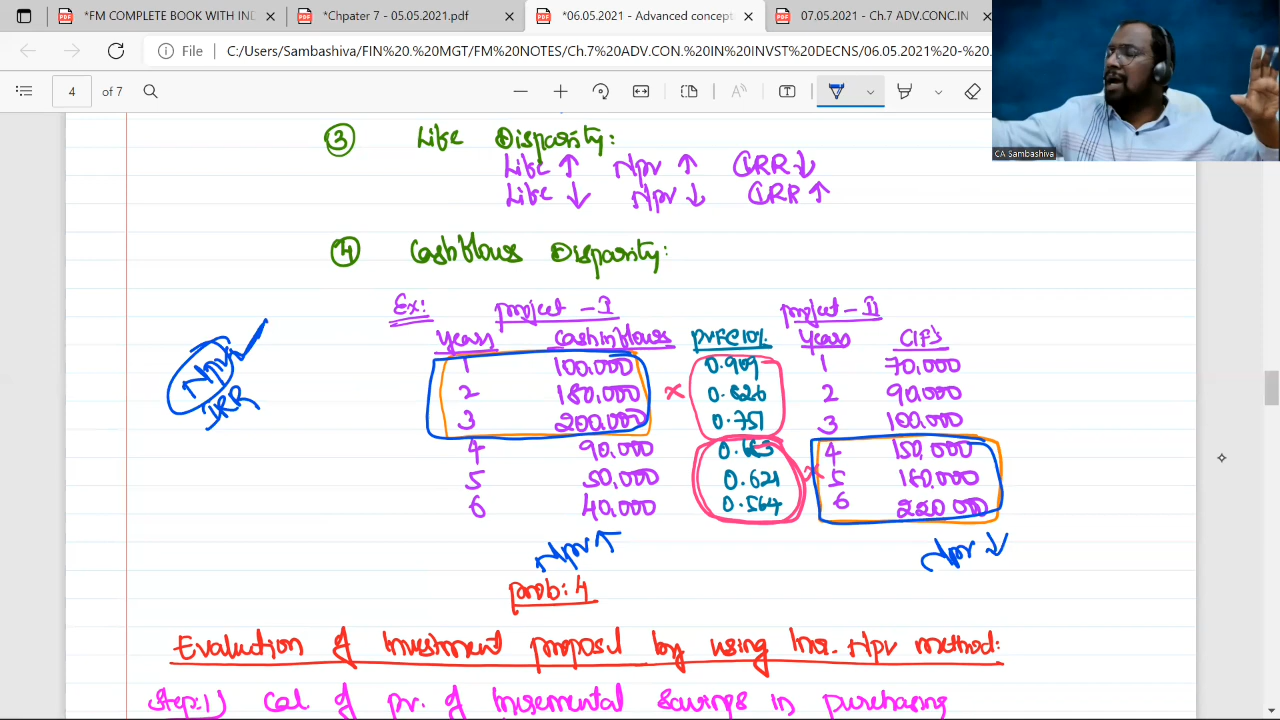 *FM COMPLETE BOOK WITH IND
*Chpater 7 - 05.05.2021.pdf
*06.05.2021 - Advanced concept
07.05.2021 - Ch.7 ADV.CONC.IN
File C:/Users/Sambashiva/FIN%20.%20MGT/FM%20NOTES/Ch.7%20ADV.CON.%20IN%20INVST%20DECNS/06.05.2021%20-%20.
4 of 7
CA Sambashiva
③ Life Disparity:
Life ↑ Npv ↑ IRR ↓
Life ↓ Npv ↓ IRR ↑
④ Cashflows Disparity:
Ex: project - I project - II
years Cashinflows pvf@10% years CIF's
1 100,000 0.909 1 70,000
2 180,000 × 0.826 2 90,000
3 200,000 0.751 3 100,000
4 90,000 0.683 4 150,000
5 50,000 0.621 × 5 180,000
6 40,000 0.564 6 220,000
Npv
IRR
Npv ↑ Npv ↓
prob: 4
Evaluation of Investment proposal by using Inc. Npv method:
Step:1) Cal of pv. of Incremental Savings in purchasing